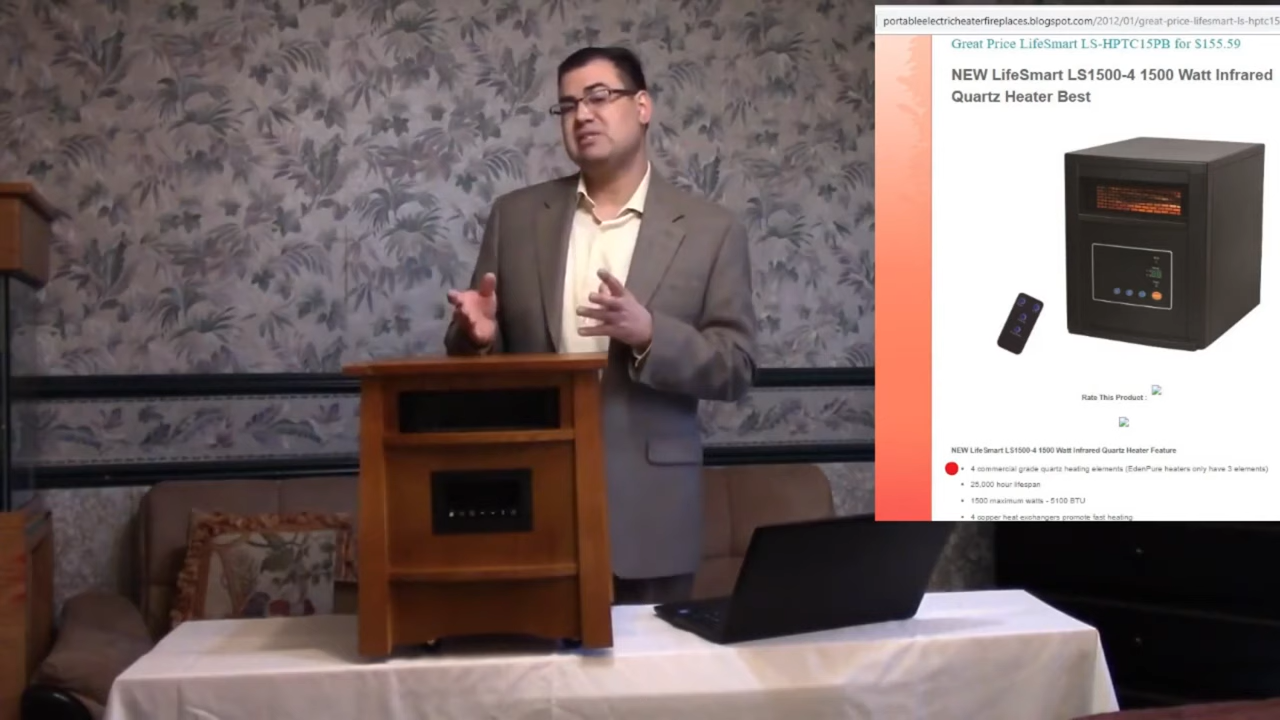 portableelectricheaterfireplaces.blogspot.com/2012/01/great-price-lifesmart-ls-hptc15
Great Price LifeSmart LS-HPTC15PB for $155.59
NEW LifeSmart LS1500-4 1500 Watt Infrared
Quartz Heater Best
Rate This Product :
NEW LifeSmart LS1500-4 1500 Watt Infrared Quartz Heater Feature
• 4 commercial grade quartz heating elements (EdenPure heaters only have 3 elements)
• 25,000 hour lifespan
• 1500 maximum watts - 5100 BTU
• 4 copper heat exchangers promote fast heating